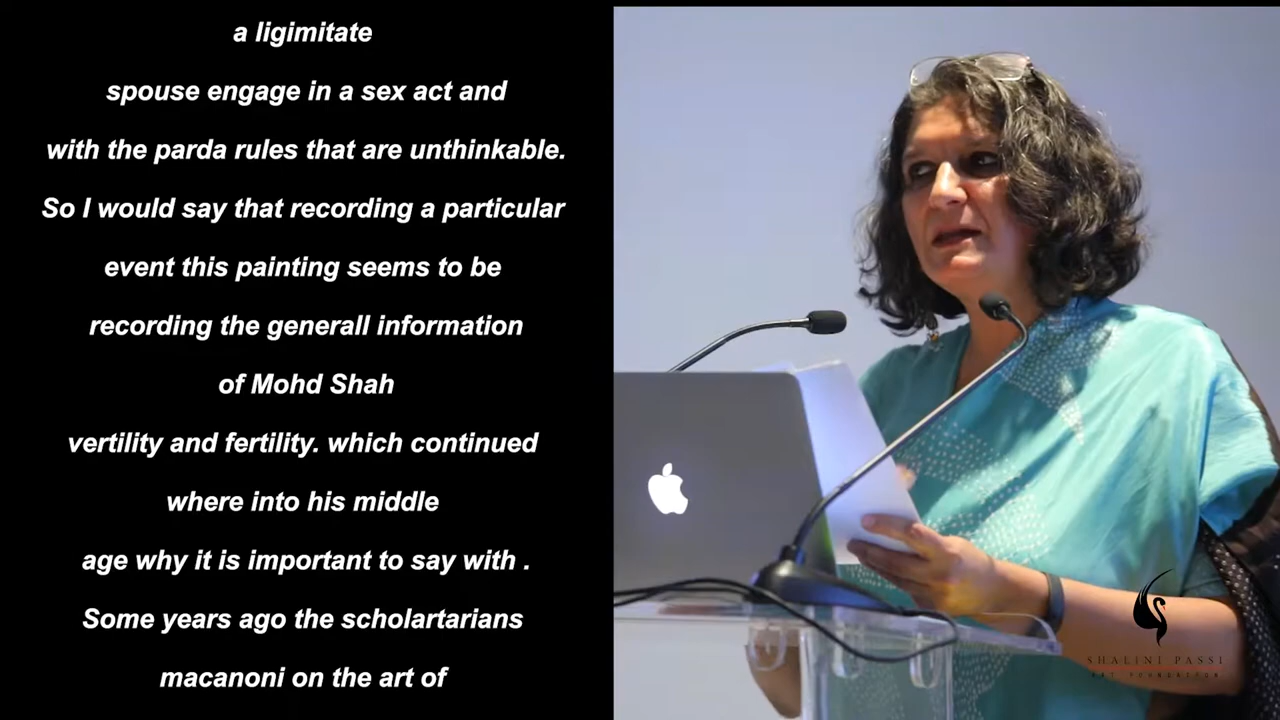 a ligimitate
spouse engage in a sex act and
with the parda rules that are unthinkable.
So I would say that recording a particular
event this painting seems to be
recording the generall information
of Mohd Shah
vertility and fertility. which continued
where into his middle
age why it is important to say with .
Some years ago the scholartarians
macanoni on the art of
SHALINI PASSI
ART FOUNDATION